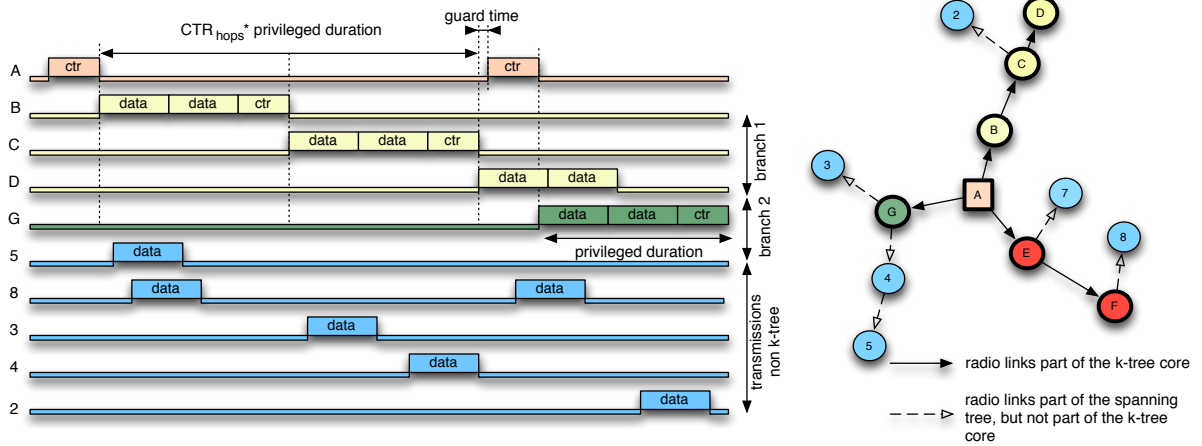 guard time
CTR hops* privileged duration
A ctr ctr
B data data ctr
C data data ctr
D data data
G data data ctr
privileged duration
5 data
8 data data
3 data
4 data
2 data
branch 1
branch 2
transmissions
non k-tree
D
2
C
B
3
A
7
G
E
8
4
F
5
radio links part of the k-tree core
radio links part of the spanning
tree, but not part of the k-tree
core